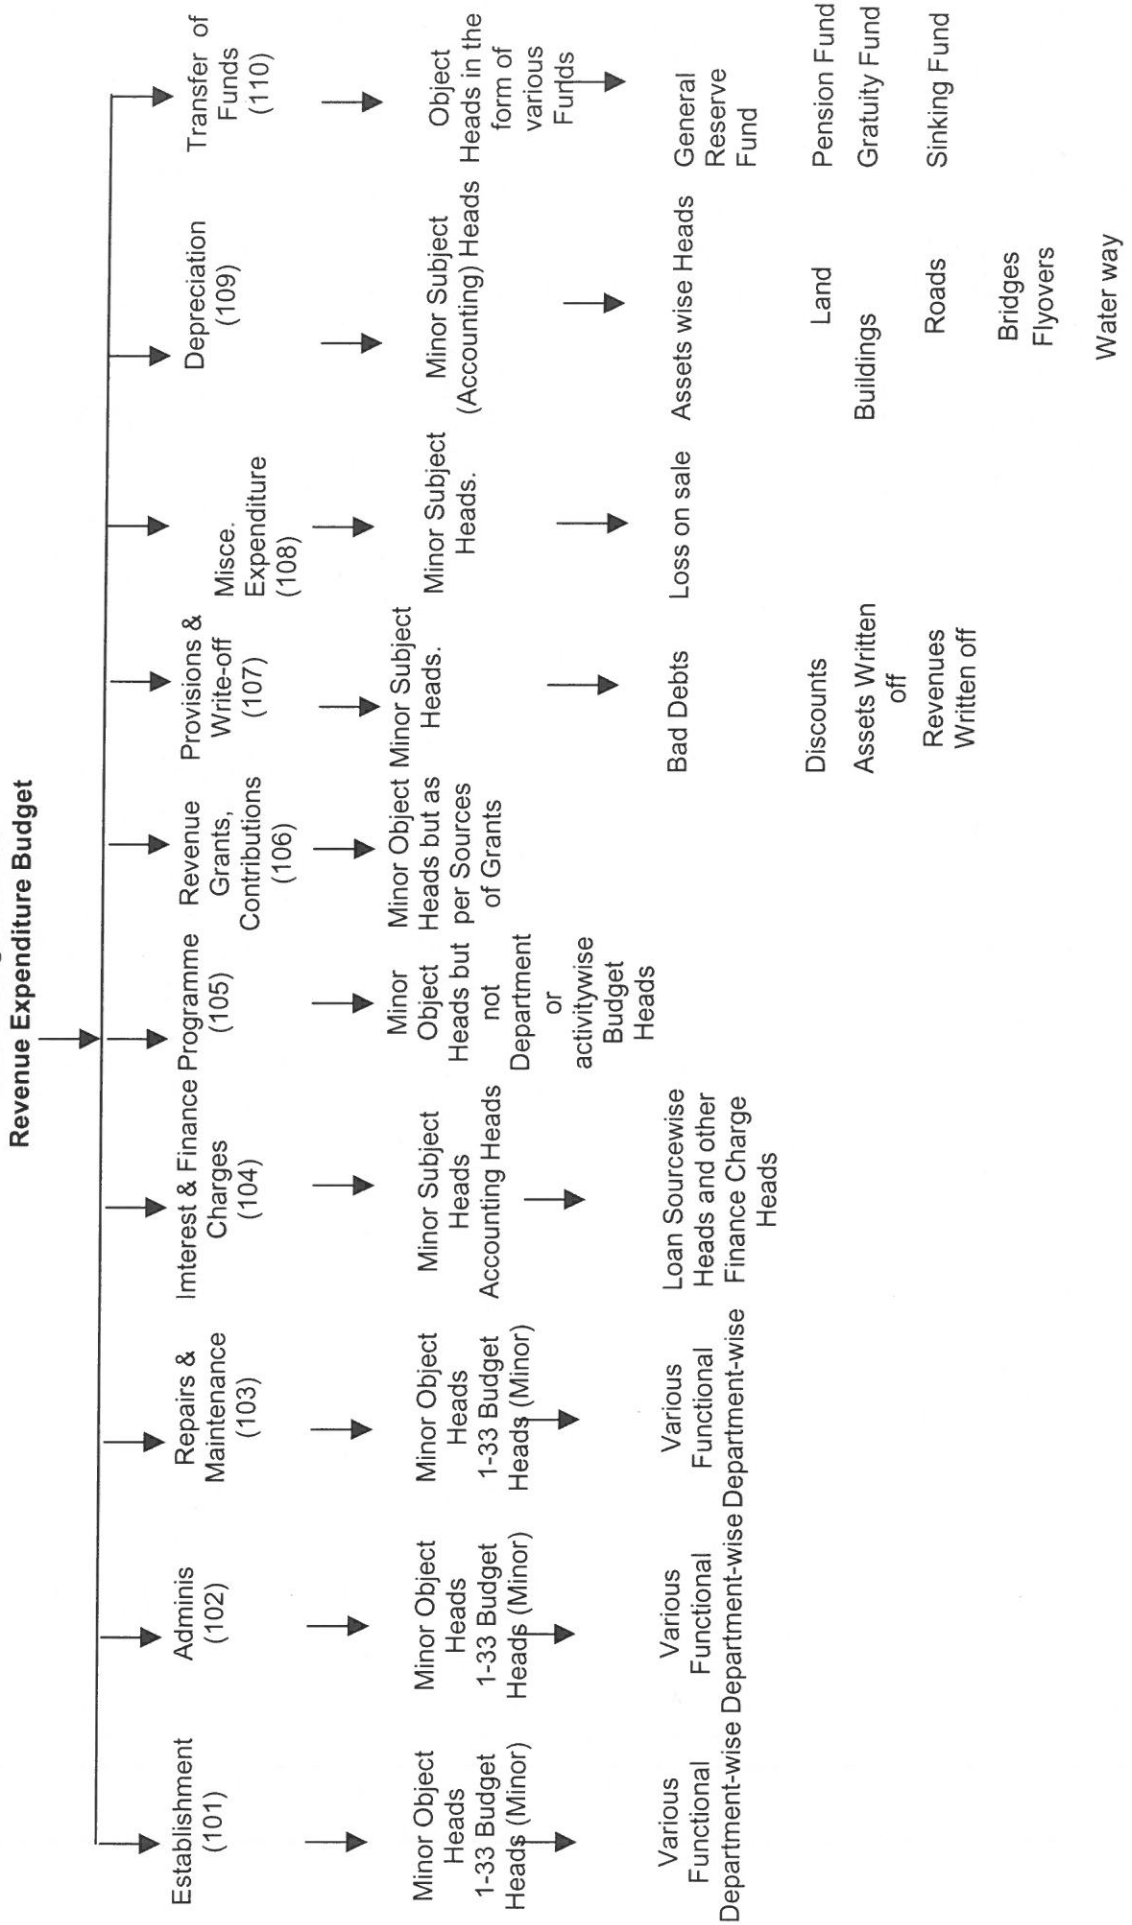 Revenue Expenditure Budget
Establishment
(101)
Minor Object
Heads
1-33 Budget
Heads (Minor)
Various
Functional
Department-wise
Adminis
(102)
Minor Object
Heads
1-33 Budget
Heads (Minor)
Various
Functional
Department-wise
Repairs &
Maintenance
(103)
Minor Object
Heads
1-33 Budget
Heads (Minor)
Various
Functional
Department-wise
Imterest & Finance
Charges
(104)
Minor Subject
Heads
Accounting Heads
Loan Sourcewise
Heads and other
Finance Charge
Heads
Programme
(105)
Minor
Object
Heads but
not
Department
or
activitywise
Budget
Heads
Revenue
Grants,
Contributions
(106)
Minor Object
Heads but as
per Sources
of Grants
Provisions &
Write-off
(107)
Minor Subject
Heads.
Bad Debts
Discounts
Assets Written
off
Revenues
Written off
Misce.
Expenditure
(108)
Minor Subject
Heads.
Loss on sale
Depreciation
(109)
Minor Subject
(Accounting) Heads
Assets wise Heads
Land
Buildings
Roads
Bridges
Flyovers
Water way
Transfer of
Funds
(110)
Object
Heads in the
form of
various
Funds
General
Reserve
Fund
Pension Fund
Gratuity Fund
Sinking Fund